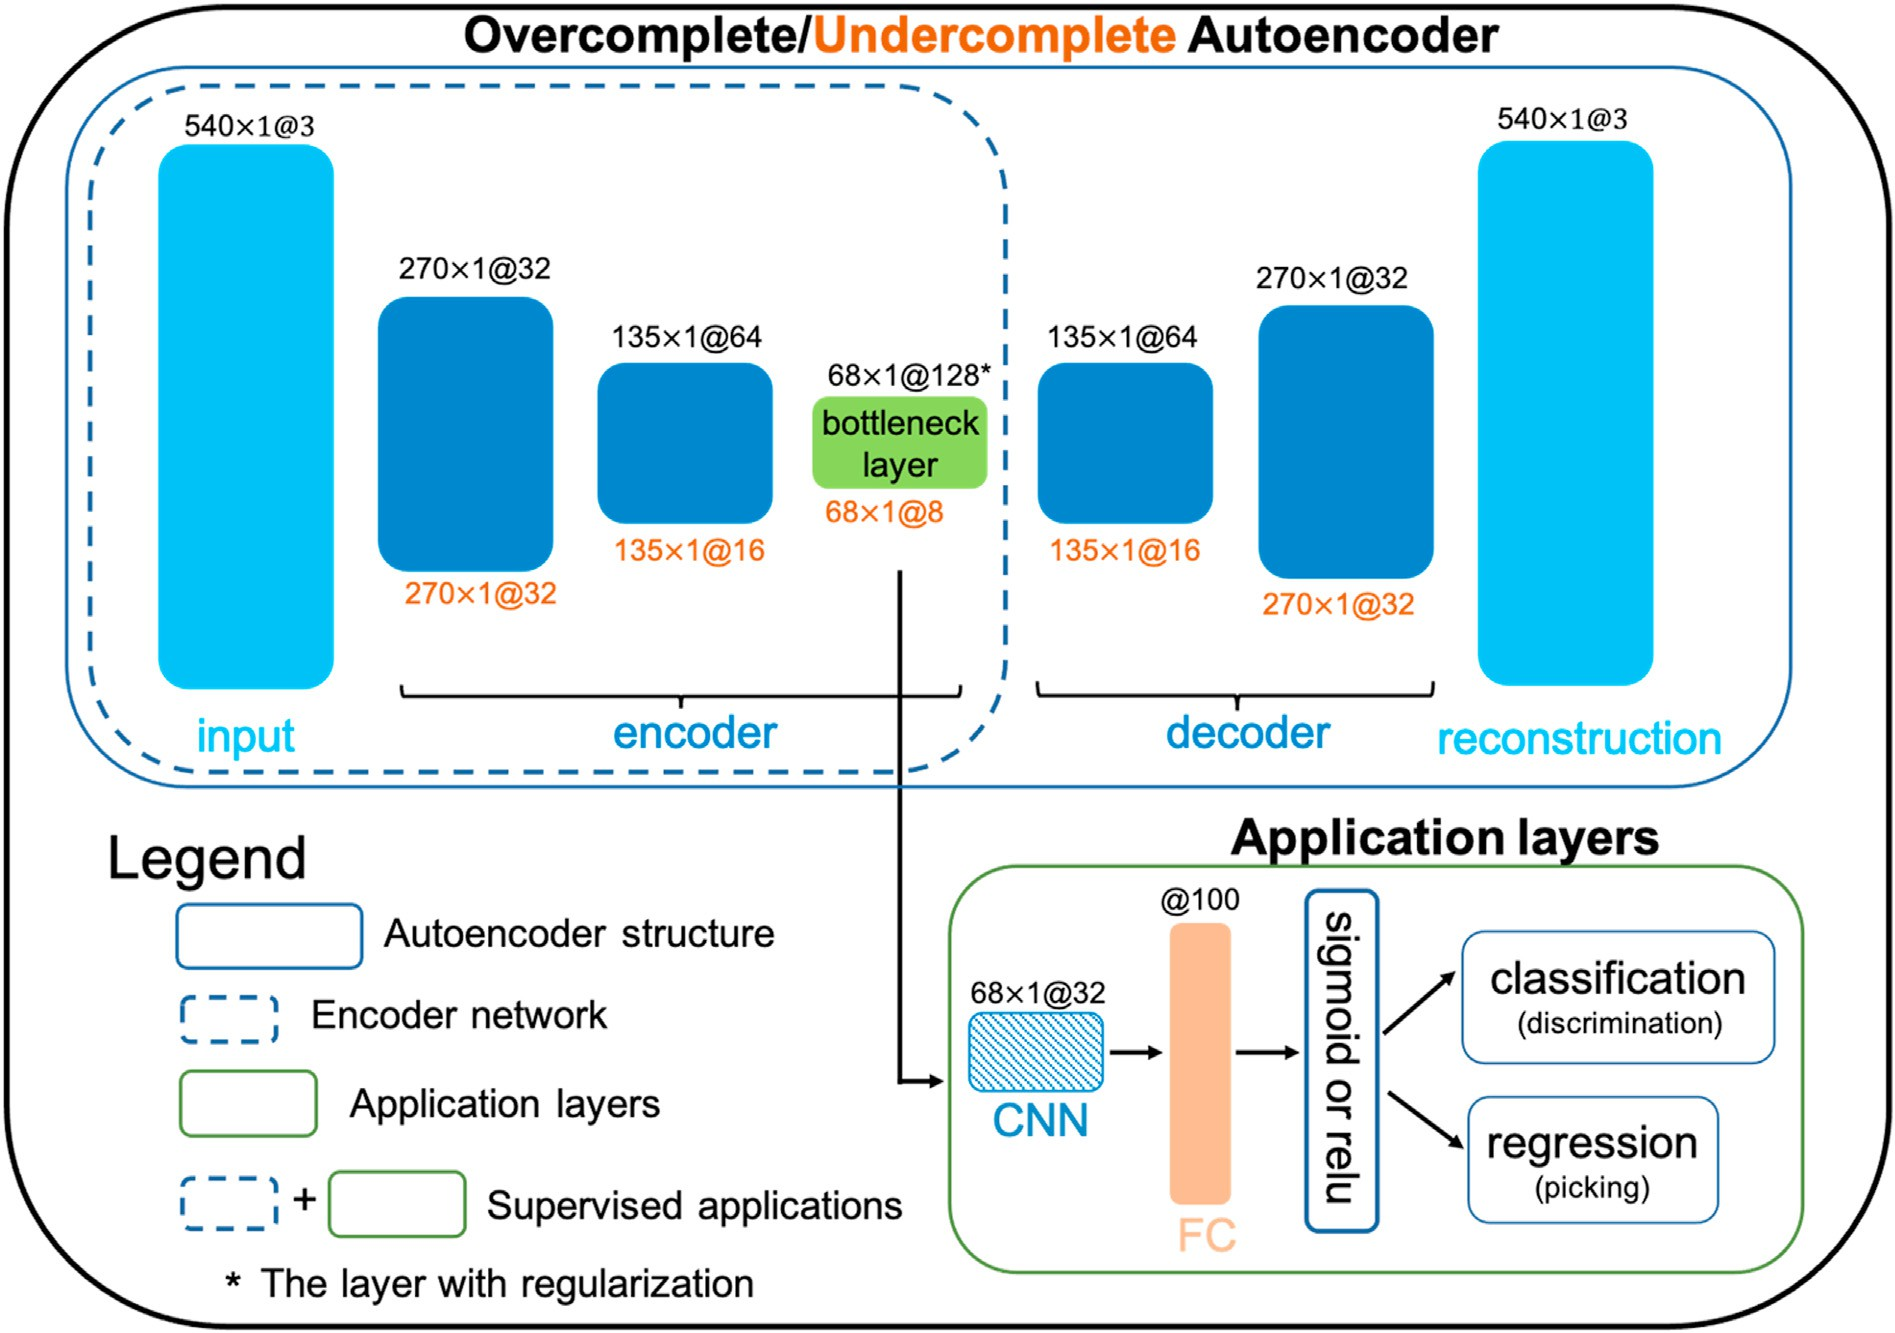 Overcomplete/Undercomplete Autoencoder
540×1@3
270×1@32
270×1@32
135×1@64
135×1@16
68×1@128*
bottleneck
layer
68×1@8
135×1@64
135×1@16
270×1@32
270×1@32
540×1@3
input
encoder
decoder
reconstruction
Legend
Autoencoder structure
Encoder network
Application layers
+ Supervised applications
* The layer with regularization
Application layers
68×1@32
CNN
@100
FC
sigmoid or relu
classification
(discrimination)
regression
(picking)